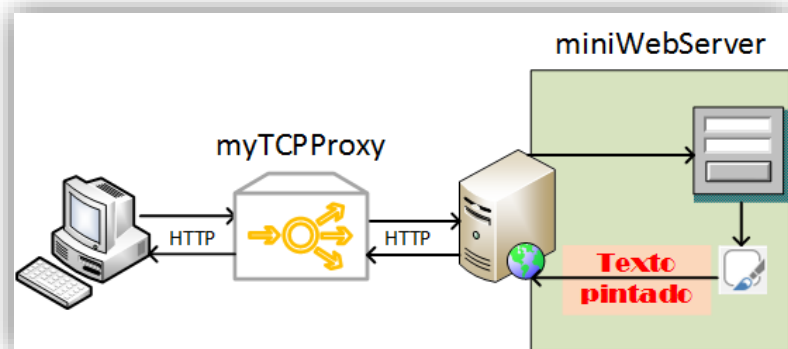 miniWebServer
myTCPProxy
HTTP
HTTP
Texto
pintado